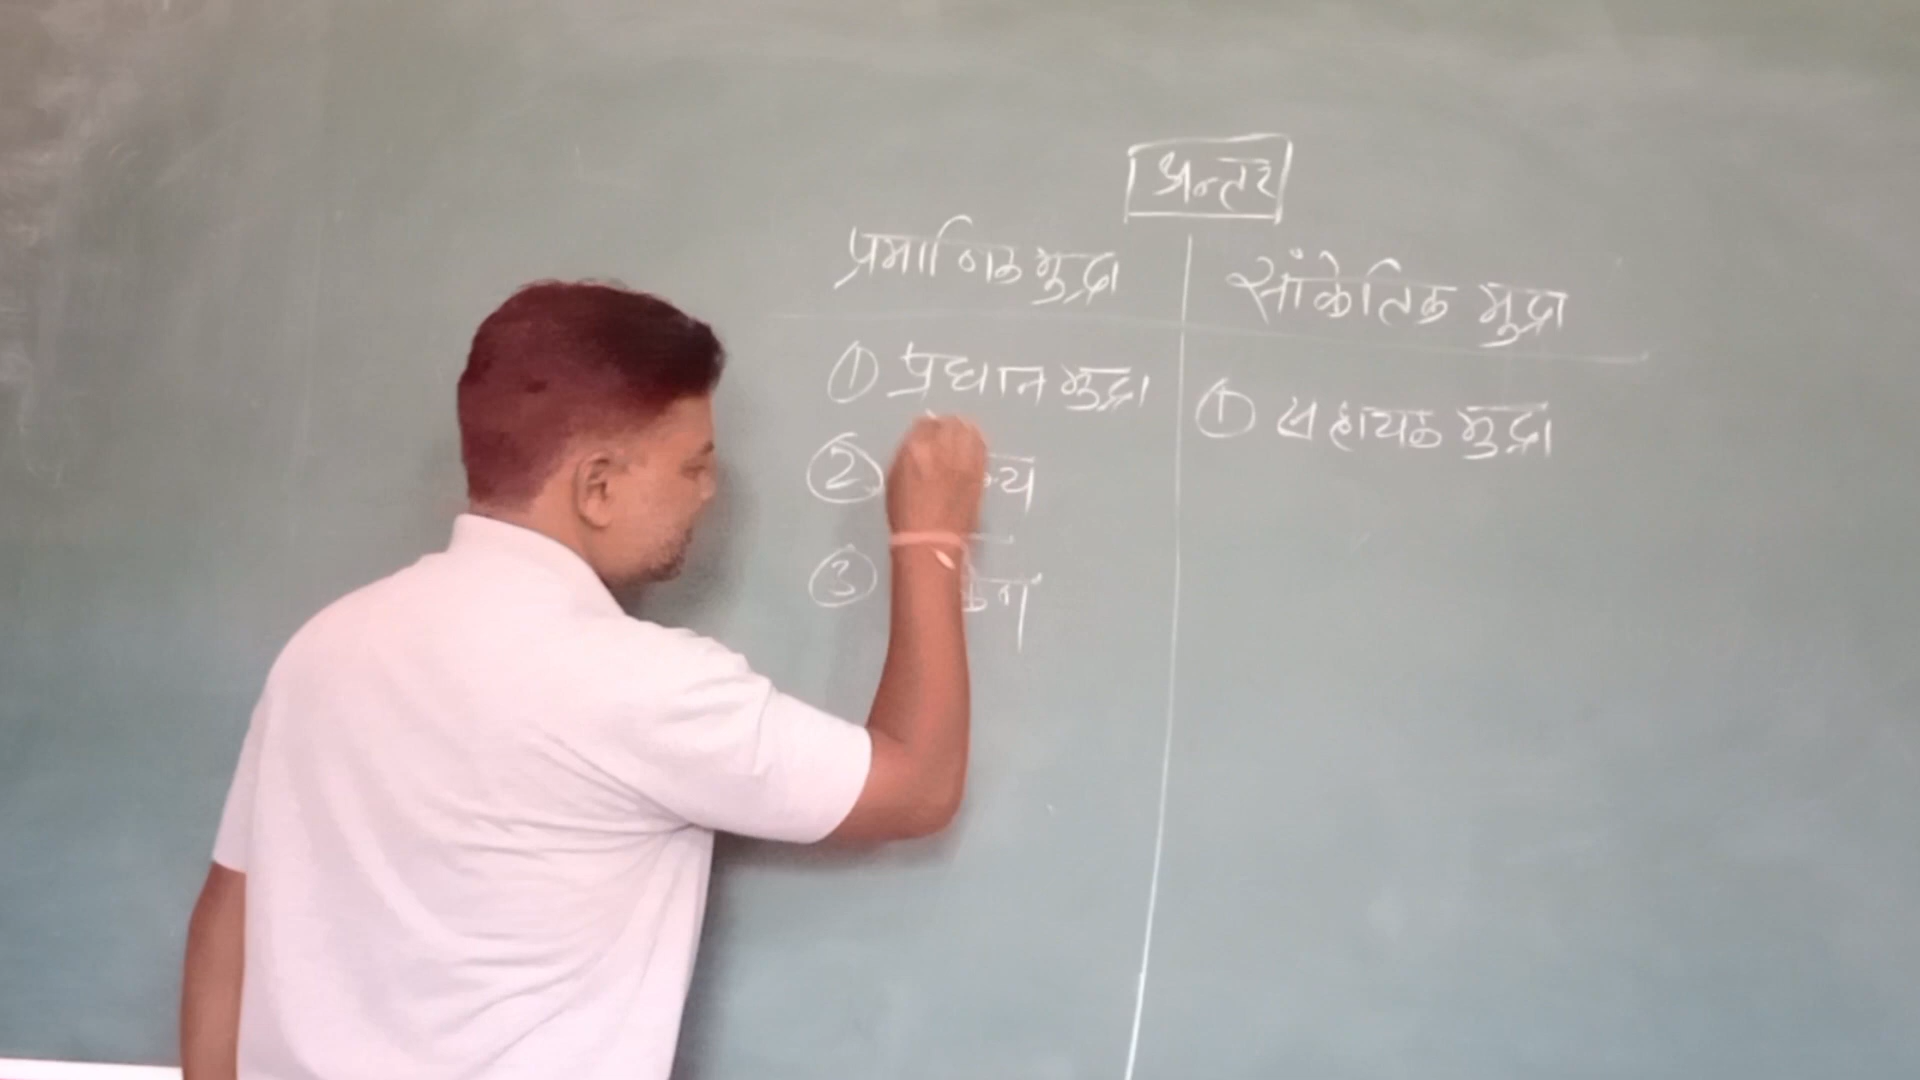 अन्तर
प्रमाणिक मुद्रा
सांकेतिक मुद्रा
① प्रधान मुद्रा
① सहायक मुद्रा
②
③